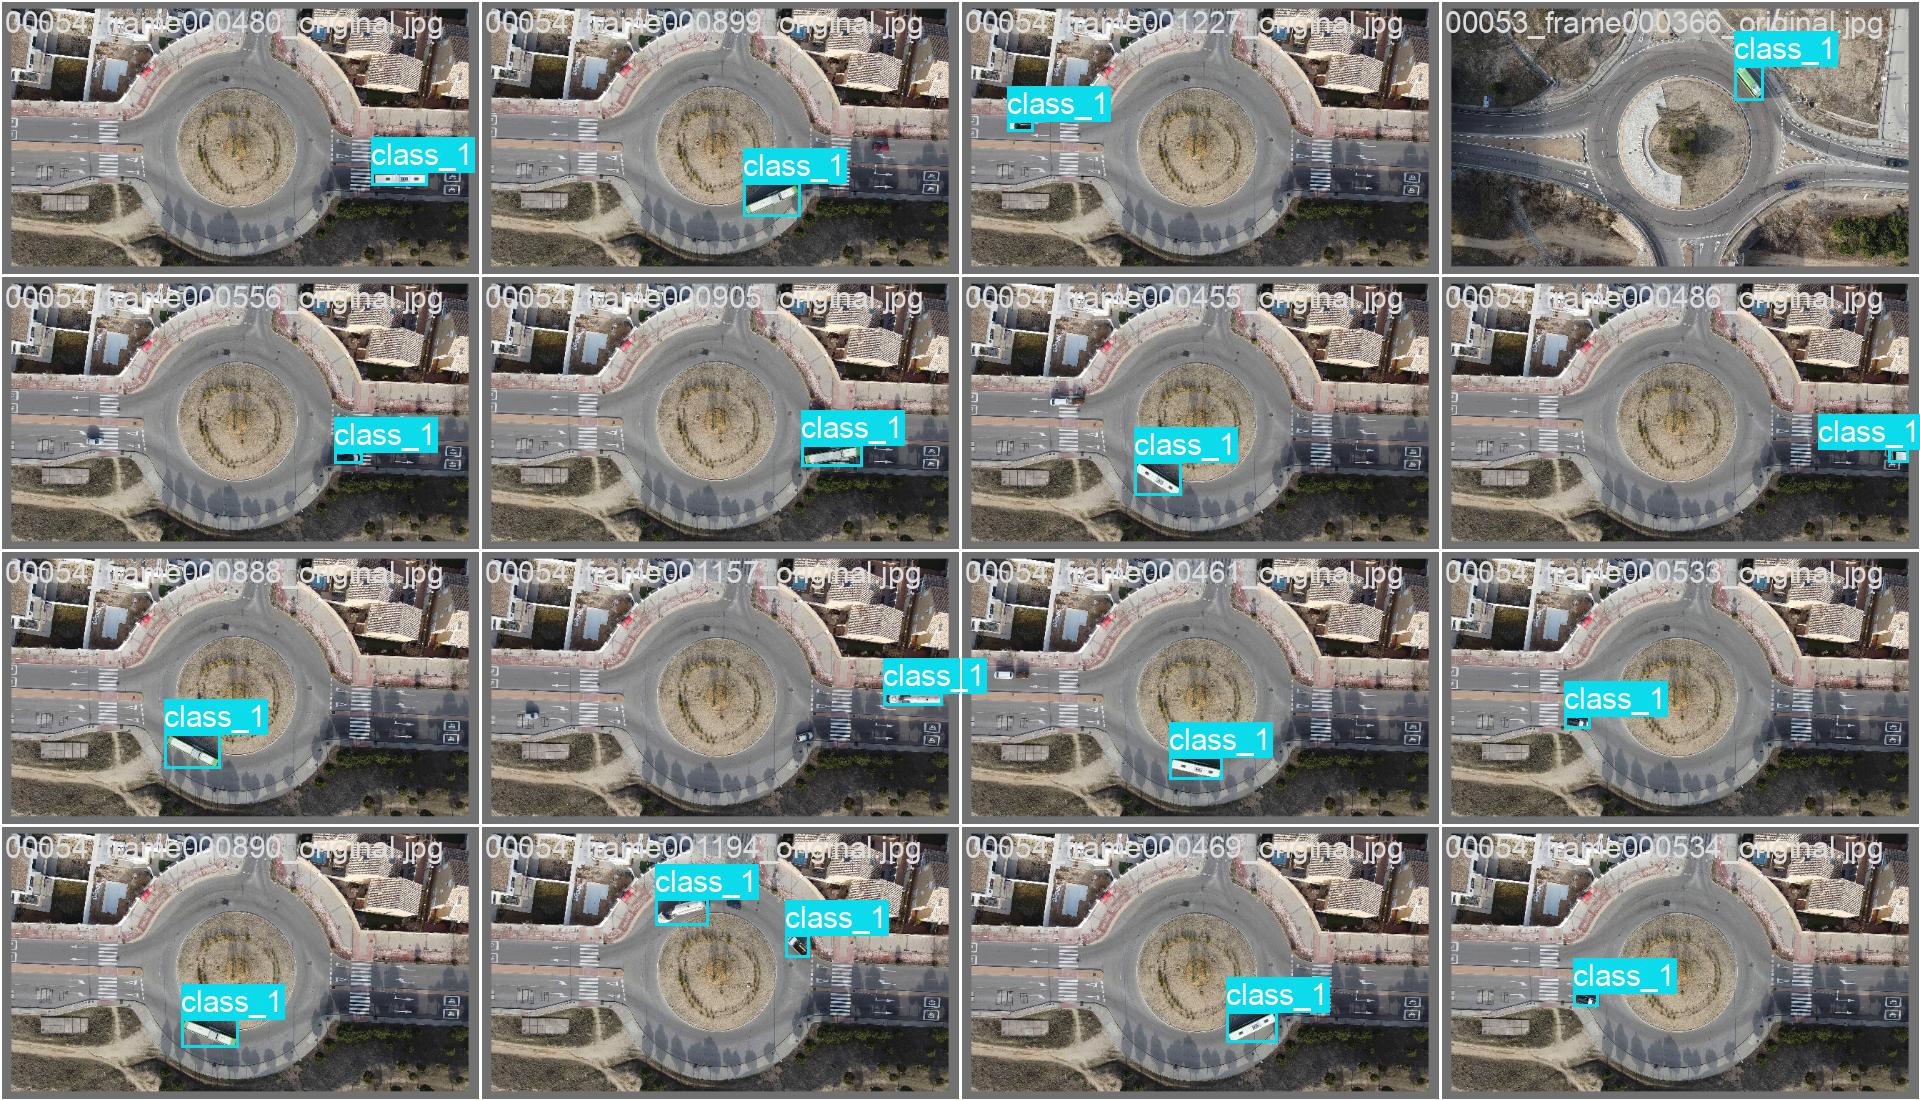 00054_frame000480_original.jpg
00054_frame000899_original.jpg
00054_frame001227_original.jpg
00053_frame000366_original.jpg
class_1
class_1
class_1
class_1
00054_frame000556_original.jpg
00054_frame000905_original.jpg
00054_frame000455_original.jpg
00054_frame000486_original.jpg
class_1
class_1
class_1
class_1
00054_frame000888_original.jpg
00054_frame001157_original.jpg
00054_frame000461_original.jpg
00054_frame000533_original.jpg
class_1
class_1
class_1
class_1
00054_frame000890_original.jpg
00054_frame001194_original.jpg
00054_frame000469_original.jpg
00054_frame000534_original.jpg
class_1
class_1
class_1
class_1
class_1